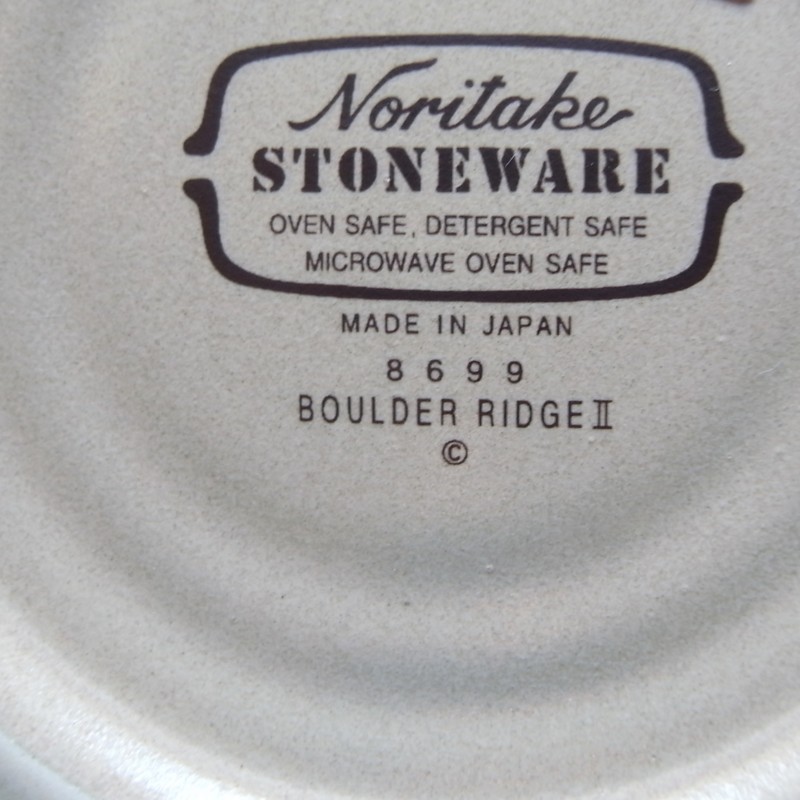 Noritake
STONEWARE
OVEN SAFE, DETERGENT SAFE
MICROWAVE OVEN SAFE
MADE IN JAPAN
8699
BOULDER RIDGE II
©